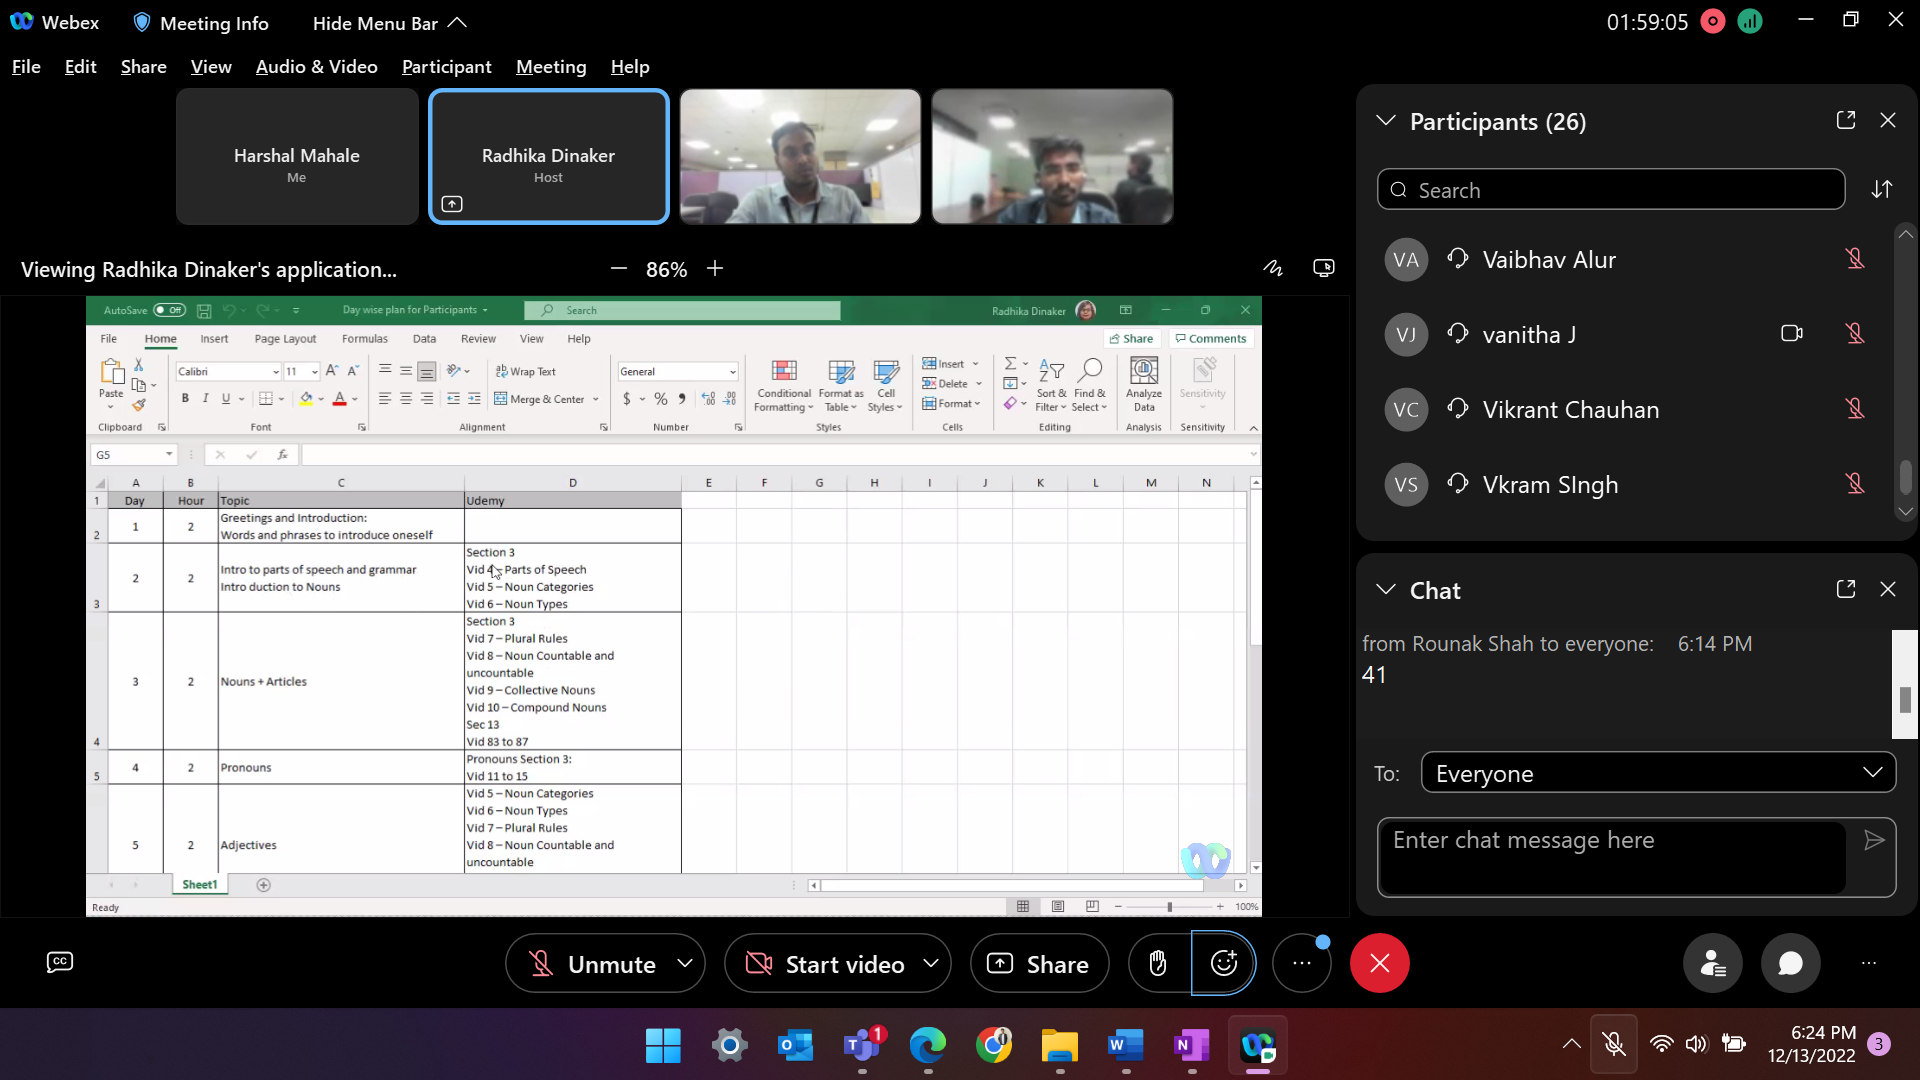 Webex
Meeting Info
Hide Menu Bar
01:59:05
File Edit Share View Audio & Video Participant Meeting Help
Harshal Mahale
Me
Radhika Dinaker
Host
Viewing Radhika Dinaker's application...
86%
AutoSave Off
Day wise plan for Participants
Search
Radhika Dinaker
File Home Insert Page Layout Formulas Data Review View Help
Share
Comments
Paste
Clipboard
Calibri 11
B I U
Font
Wrap Text
Merge & Center
Alignment
General
$ %
Number
Conditional Formatting
Format as Table
Cell Styles
Styles
Insert
Delete
Format
Cells
Sort & Filter
Find & Select
Editing
Analyze Data
Analysis
Sensitivity
Sensitivity
G5
fx
A B C D E F G H I J K L M N
1 Day Hour Topic Udemy
2 1 2 Greetings and Introduction:
Words and phrases to introduce oneself
3 2 2 Intro to parts of speech and grammar
Intro duction to Nouns
Section 3
Vid 4 – Parts of Speech
Vid 5 – Noun Categories
Vid 6 – Noun Types
4 3 2 Nouns + Articles
Section 3
Vid 7 – Plural Rules
Vid 8 – Noun Countable and
uncountable
Vid 9 – Collective Nouns
Vid 10 – Compound Nouns
Sec 13
Vid 83 to 87
5 4 2 Pronouns
Pronouns Section 3:
Vid 11 to 15
5 2 Adjectives
Vid 5 – Noun Categories
Vid 6 – Noun Types
Vid 7 – Plural Rules
Vid 8 – Noun Countable and
uncountable
Sheet1
Ready
100%
Participants (26)
Search
VA Vaibhav Alur
VJ vanitha J
VC Vikrant Chauhan
VS Vkram SIngh
Chat
from Rounak Shah to everyone: 6:14 PM
41
To: Everyone
Enter chat message here
CC
Unmute
Start video
Share
1
6:24 PM
12/13/2022
3